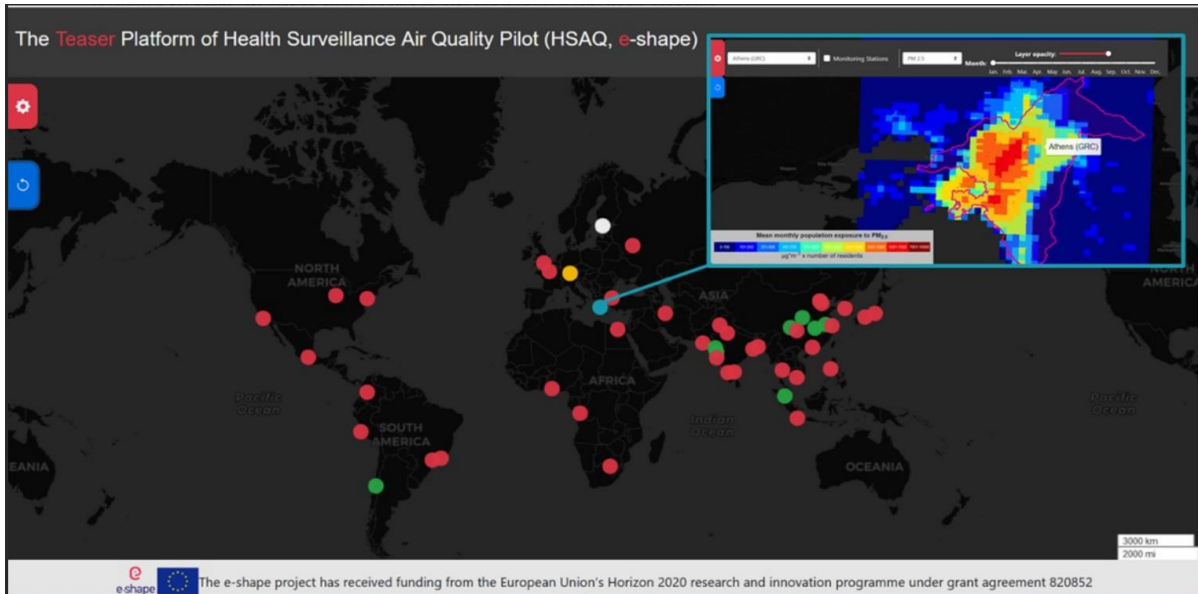 The Teaser Platform of Health Surveillance Air Quality Pilot (HSAQ, e-shape)
Athens (GRC)
Monitoring Stations
PM 2.5
Layer opacity:
Month:
Jan. Feb. Mar. Apr. May Jun. Jul. Aug. Sep. Oct. Nov. Dec.
Athens (GRC)
Mean monthly population exposure to PM2.5
µg*m⁻³ x number of residents
NORTH
AMERICA
ASIA
NORTH
AMERICA
AFRICA
Pacific
Ocean
Indian
Ocean
Pacific
Ocean
SOUTH
AMERICA
EANIA
OCEANIA
3000 km
2000 mi
e-shape
The e-shape project has received funding from the European Union's Horizon 2020 research and innovation programme under grant agreement 820852